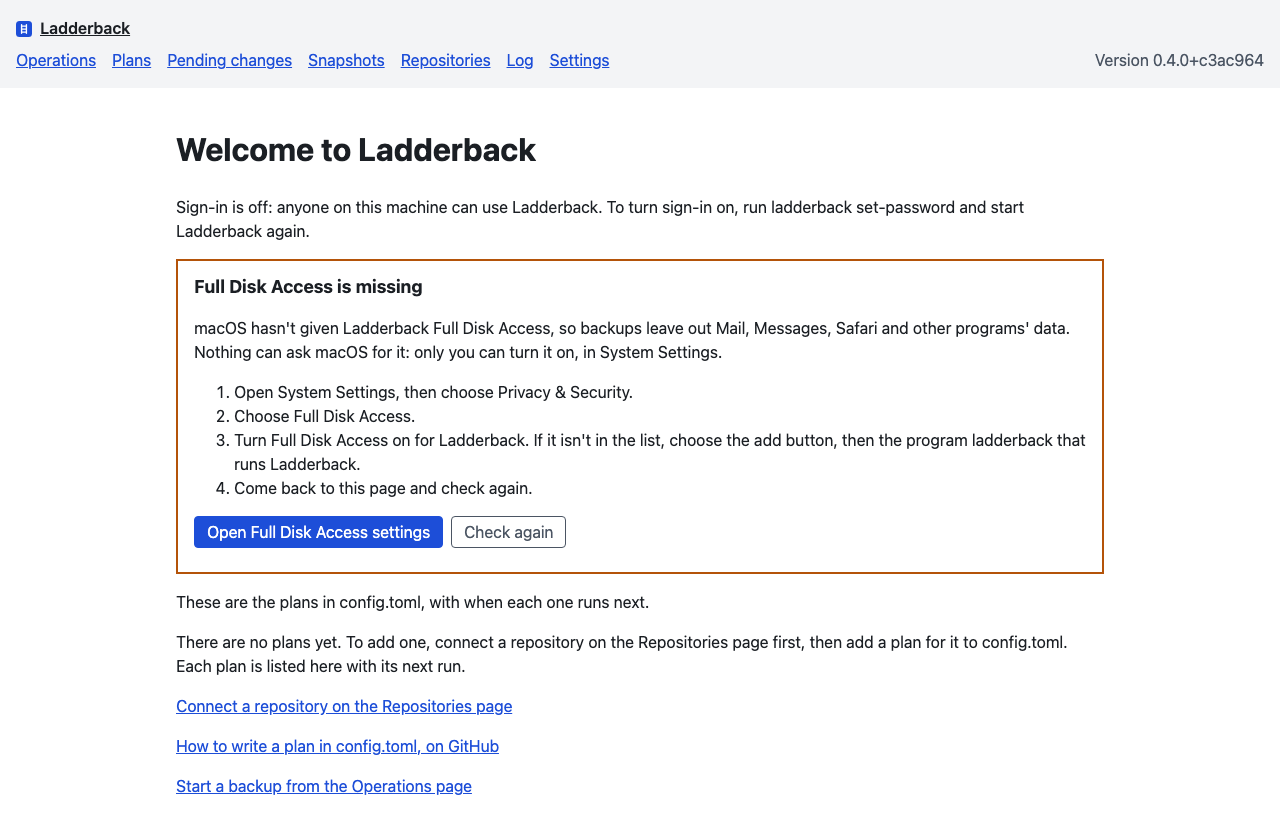 Ladderback
Operations Plans Pending changes Snapshots Repositories Log Settings Version 0.4.0+c3ac964
Welcome to Ladderback
Sign-in is off: anyone on this machine can use Ladderback. To turn sign-in on, run ladderback set-password and start
Ladderback again.
Full Disk Access is missing
macOS hasn't given Ladderback Full Disk Access, so backups leave out Mail, Messages, Safari and other programs' data.
Nothing can ask macOS for it: only you can turn it on, in System Settings.
1. Open System Settings, then choose Privacy & Security.
2. Choose Full Disk Access.
3. Turn Full Disk Access on for Ladderback. If it isn't in the list, choose the add button, then the program ladderback that
runs Ladderback.
4. Come back to this page and check again.
Open Full Disk Access settings Check again
These are the plans in config.toml, with when each one runs next.
There are no plans yet. To add one, connect a repository on the Repositories page first, then add a plan for it to config.toml.
Each plan is listed here with its next run.
Connect a repository on the Repositories page
How to write a plan in config.toml, on GitHub
Start a backup from the Operations page